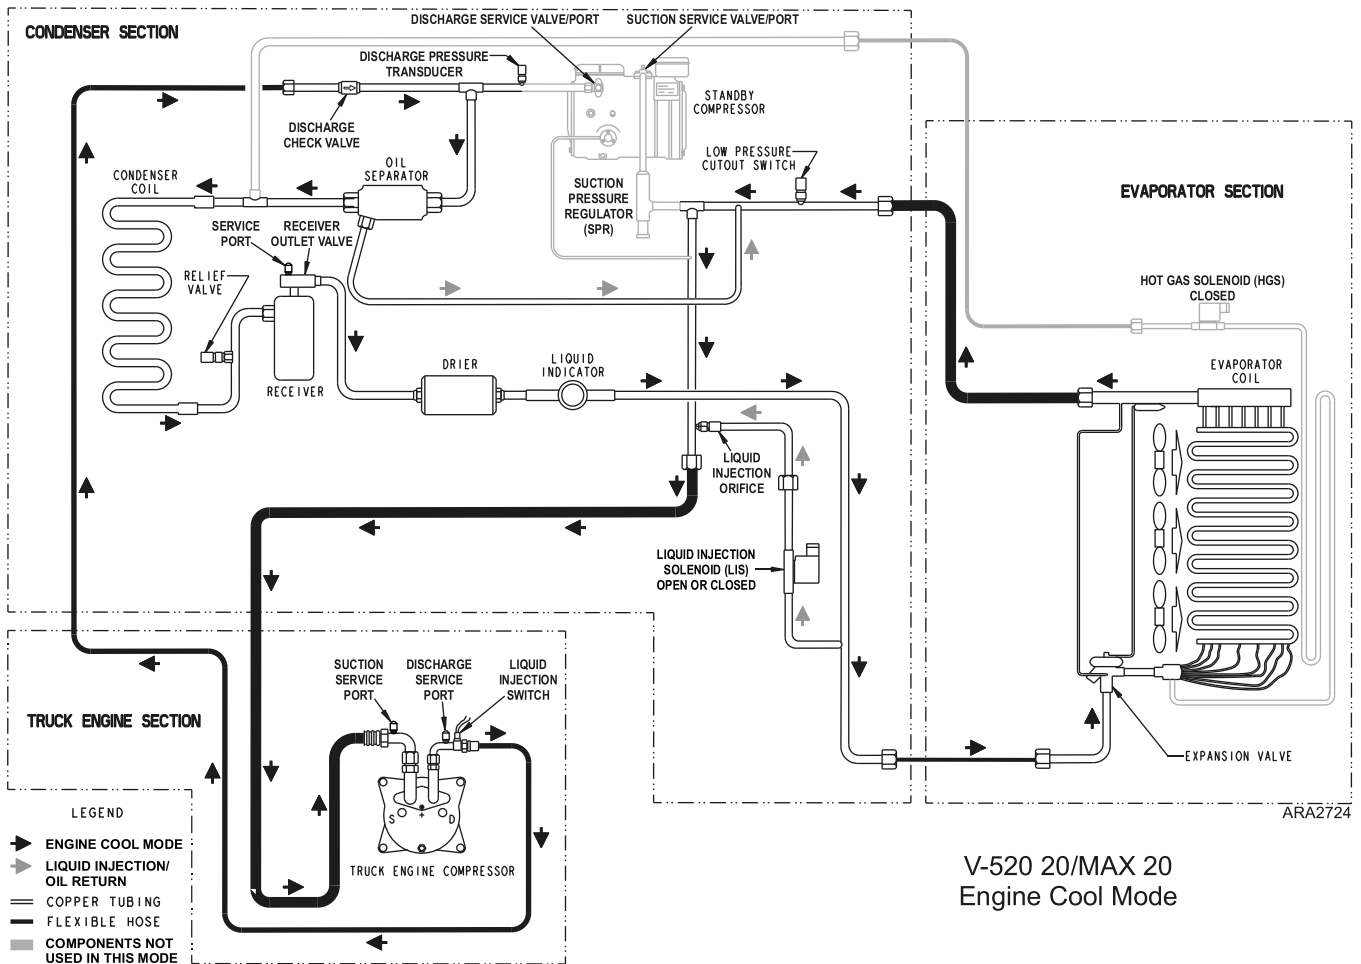 CONDENSER SECTION
DISCHARGE SERVICE VALVE/PORT
SUCTION SERVICE VALVE/PORT
DISCHARGE PRESSURE
TRANSDUCER
STANDBY
COMPRESSOR
DISCHARGE
CHECK VALVE
LOW PRESSURE
CUTOUT SWITCH
OIL
SEPARATOR
CONDENSER
COIL
SUCTION
PRESSURE
REGULATOR
(SPR)
EVAPORATOR SECTION
SERVICE
PORT
RECEIVER
OUTLET VALVE
RELIEF
VALVE
HOT GAS SOLENOID (HGS)
CLOSED
RECEIVER
DRIER
LIQUID
INDICATOR
EVAPORATOR
COIL
LIQUID
INJECTION
ORIFICE
LIQUID INJECTION
SOLENOID (LIS)
OPEN OR CLOSED
SUCTION
SERVICE
PORT
DISCHARGE
SERVICE
PORT
LIQUID
INJECTION
SWITCH
TRUCK ENGINE SECTION
EXPANSION VALVE
S
D
TRUCK ENGINE COMPRESSOR
LEGEND
ENGINE COOL MODE
LIQUID INJECTION/
OIL RETURN
COPPER TUBING
FLEXIBLE HOSE
COMPONENTS NOT
USED IN THIS MODE
ARA2724
V-520 20/MAX 20
Engine Cool Mode